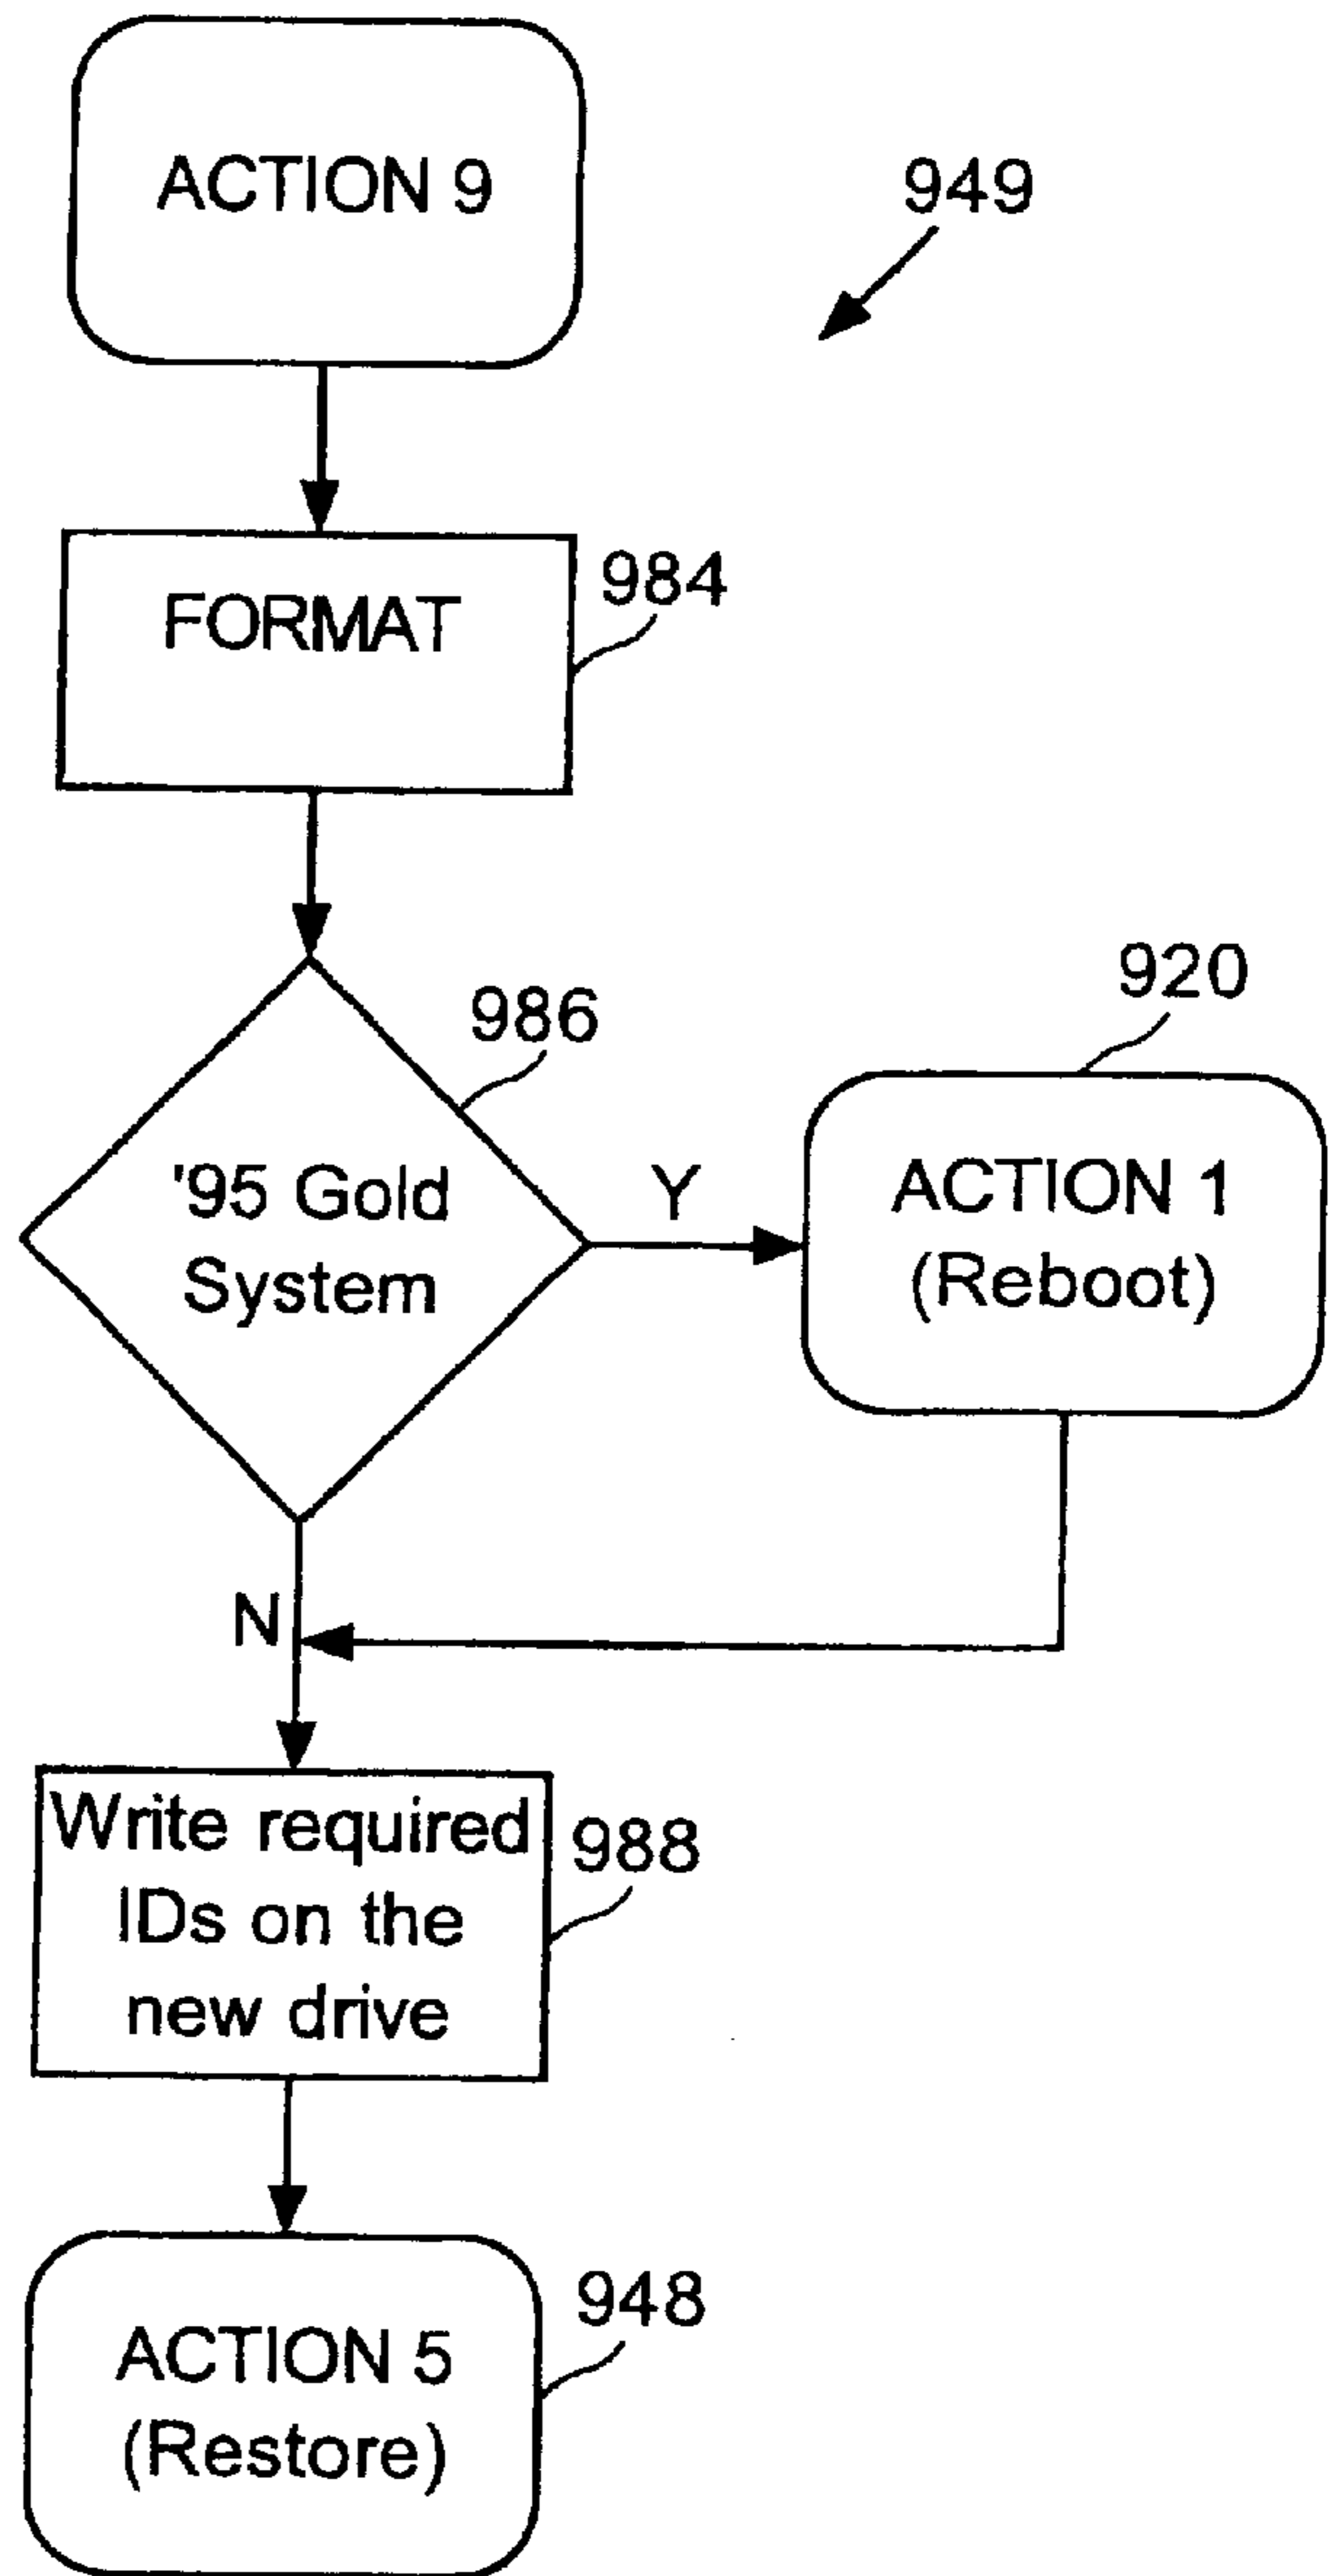 ACTION 9
949
FORMAT
984
986
'95 Gold
System
Y
920
ACTION 1
(Reboot)
N
Write required
IDs on the
new drive
988
ACTION 5
(Restore)
948